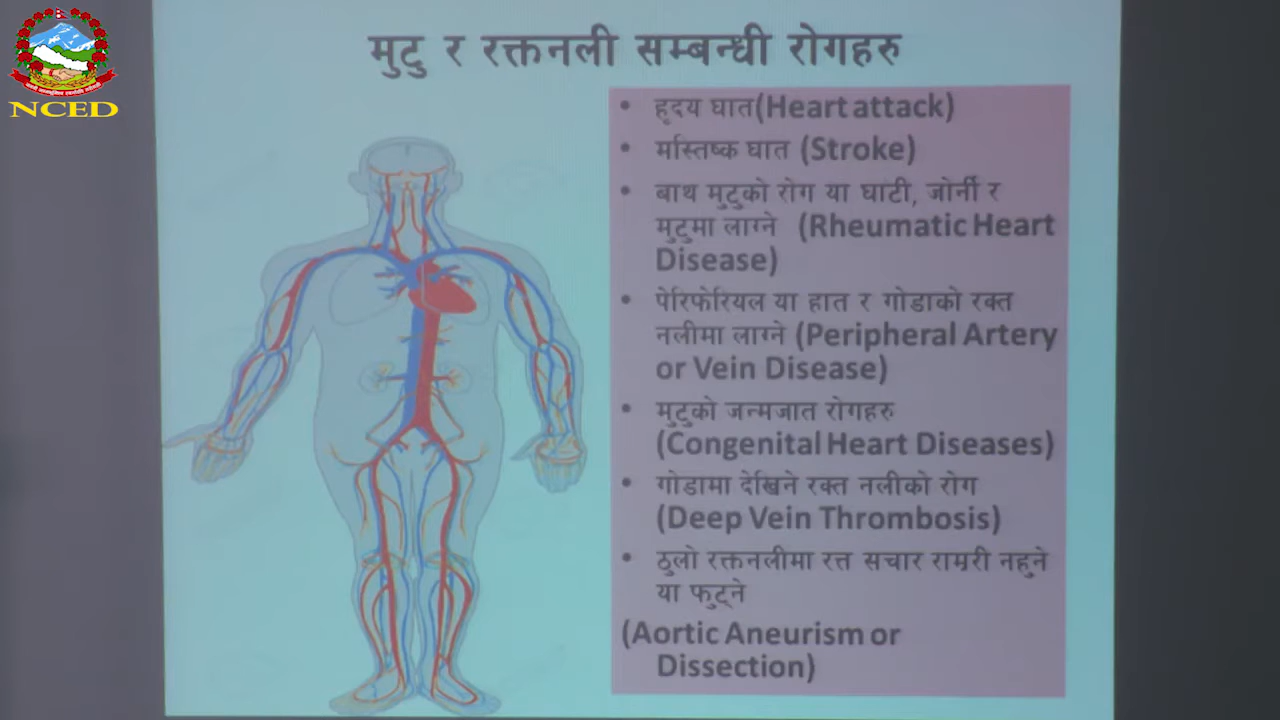 NCED
मुटु र रक्तनली सम्बन्धी रोगहरु
• हृदय घात(Heart attack)
• मस्तिष्क घात (Stroke)
• बाथ मुटुको रोग या घाटी, जोर्नी र
मुटुमा लाग्ने (Rheumatic Heart
Disease)
• पेरिफेरियल या हात र गोडाको रक्त
नलीमा लाग्ने (Peripheral Artery
or Vein Disease)
• मुटुको जन्मजात रोगहरु
(Congenital Heart Diseases)
• गोडामा देखिने रक्त नलीको रोग
(Deep Vein Thrombosis)
• ठुलो रक्तनलीमा रत्त सचार राम्ररी नहुने
या फुट्ने
(Aortic Aneurism or
Dissection)